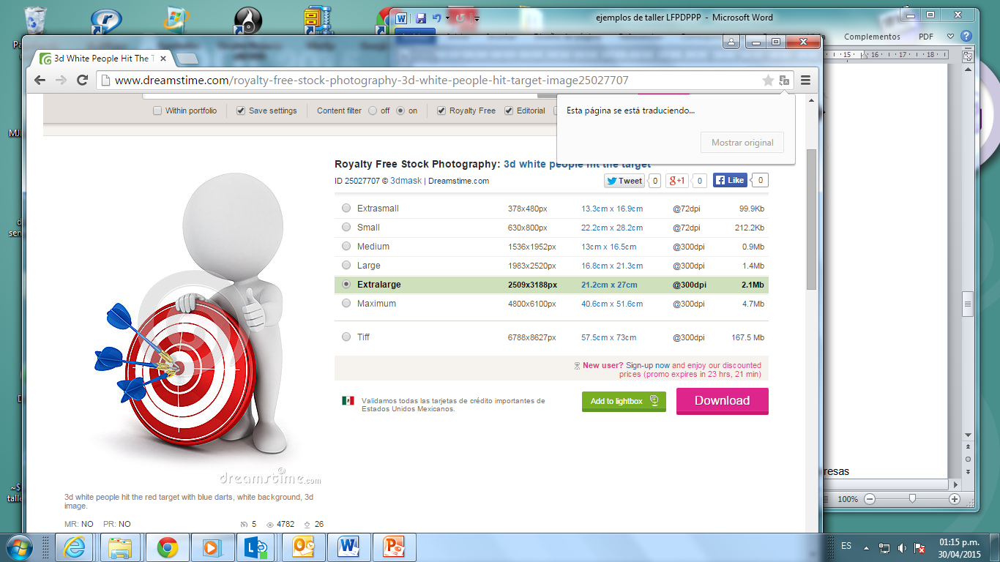 ejemplos de taller LFPDPPP - Microsoft Word
Complementos PDF
15 16 17 18
3d White People Hit The T
www.dreamstime.com/royalty-free-stock-photography-3d-white-people-hit-target-image25027707
Within portfolio Save settings Content filter off on Royalty Free Editorial
Esta página se está traduciendo...
Mostrar original
Royalty Free Stock Photography: 3d white people hit the target
ID 25027707 © 3dmask | Dreamstime.com
Tweet 0 g+1 0 Like 0
Extrasmall 378x480px 13.3cm x 16.9cm @72dpi 99.9Kb
Small 630x800px 22.2cm x 28.2cm @72dpi 212.2Kb
Medium 1536x1952px 13cm x 16.5cm @300dpi 0.9Mb
Large 1983x2520px 16.8cm x 21.3cm @300dpi 1.4Mb
Extralarge 2509x3188px 21.2cm x 27cm @300dpi 2.1Mb
Maximum 4800x6100px 40.6cm x 51.6cm @300dpi 4.7Mb
Tiff 6788x8627px 57.5cm x 73cm @300dpi 167.5 Mb
New user? Sign-up now and enjoy our discounted
prices (promo expires in 23 hrs, 21 min)
Validamos todas las tarjetas de crédito importantes de
Estados Unidos Mexicanos.
Add to lightbox
Download
dreamstime.com
3d white people hit the red target with blue darts, white background, 3d
image.
MR: NO PR: NO 5 4782 26
resas
100%
ES
01:15 p.m.
30/04/2015